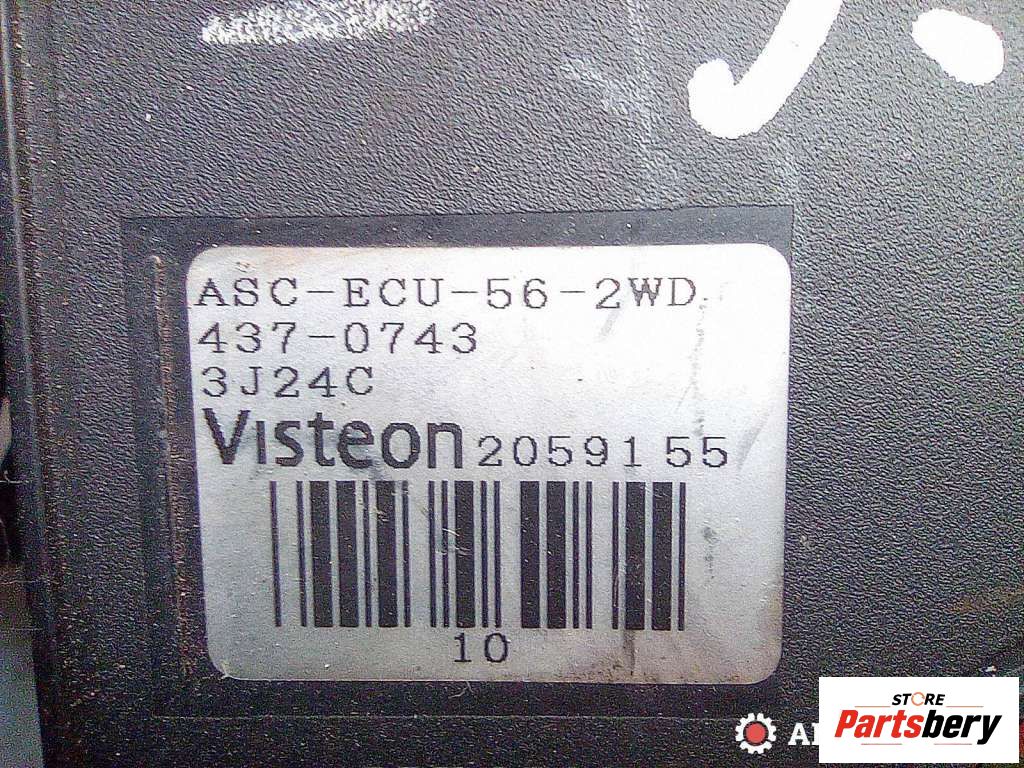 ASC-ECU-56-2WD
437-0743
3J24C
Visteon 2059155
10
STORE
Partsbery